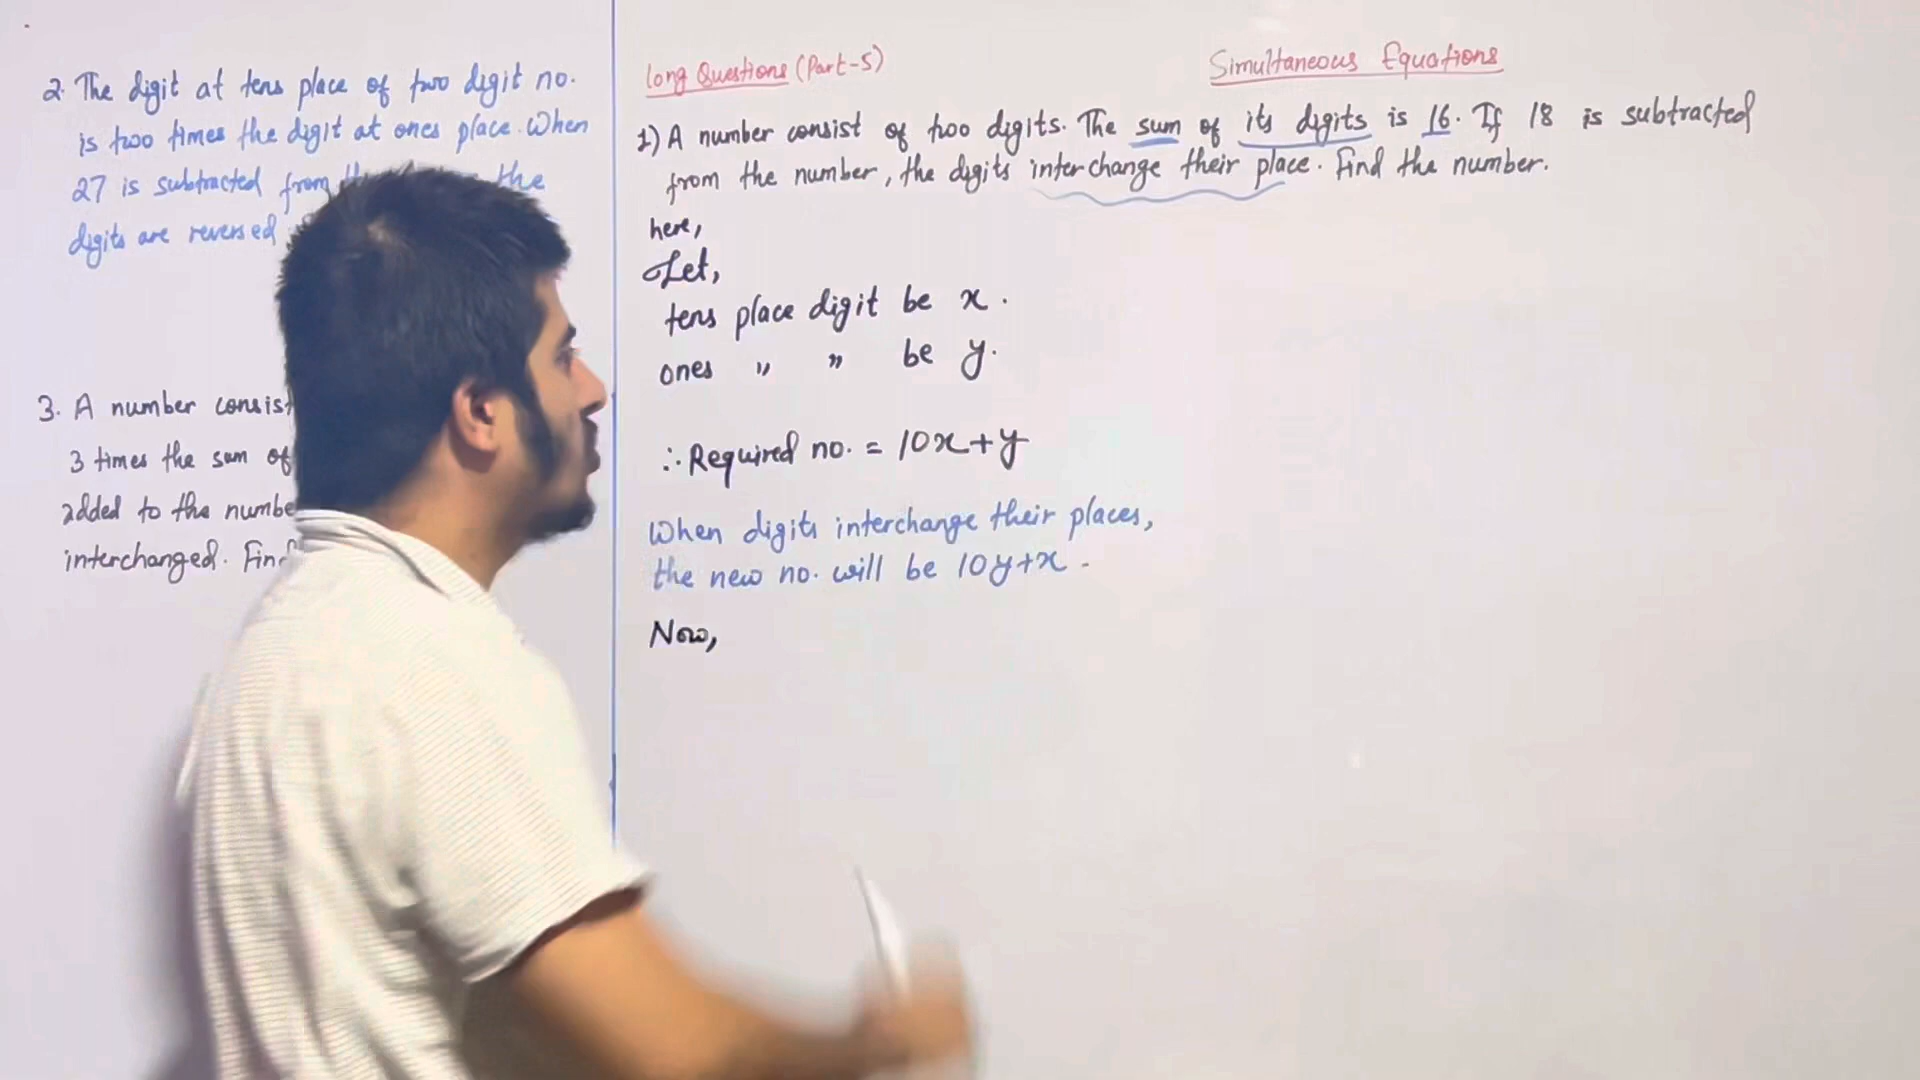 2. The digit at tens place of two digit no.
is two times the digit at ones place. When
27 is subtracted from the
digits are reversed
3. A number consist
3 times the sum of
added to the numbe
interchanged. Find
Long Questions (Part-5)
Simultaneous Equations
1) A number consist of two digits. The sum of its digits is 16. If 18 is subtracted
from the number, the digits interchange their place. Find the number.
here,
Let,
tens place digit be x.
ones " " be y.
∴ Required no. = 10x+y
When digits interchange their places,
the new no. will be 10y+x.
Now,